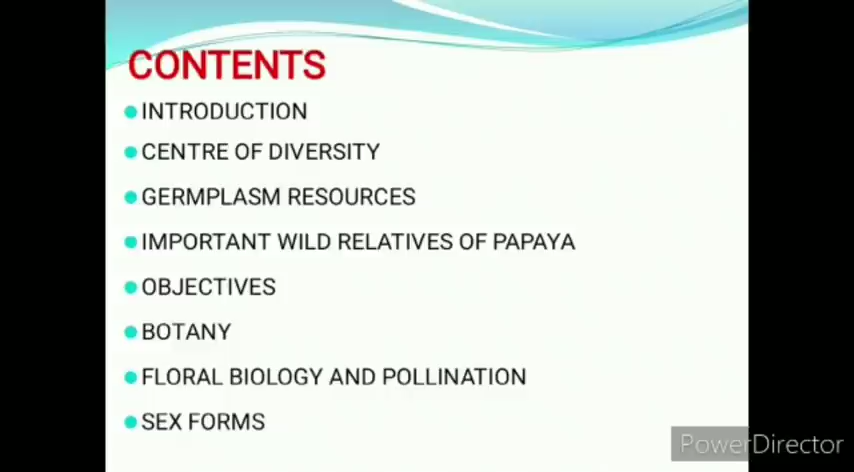 CONTENTS
INTRODUCTION
CENTRE OF DIVERSITY
GERMPLASM RESOURCES
IMPORTANT WILD RELATIVES OF PAPAYA
OBJECTIVES
BOTANY
FLORAL BIOLOGY AND POLLINATION
SEX FORMS
PowerDirector